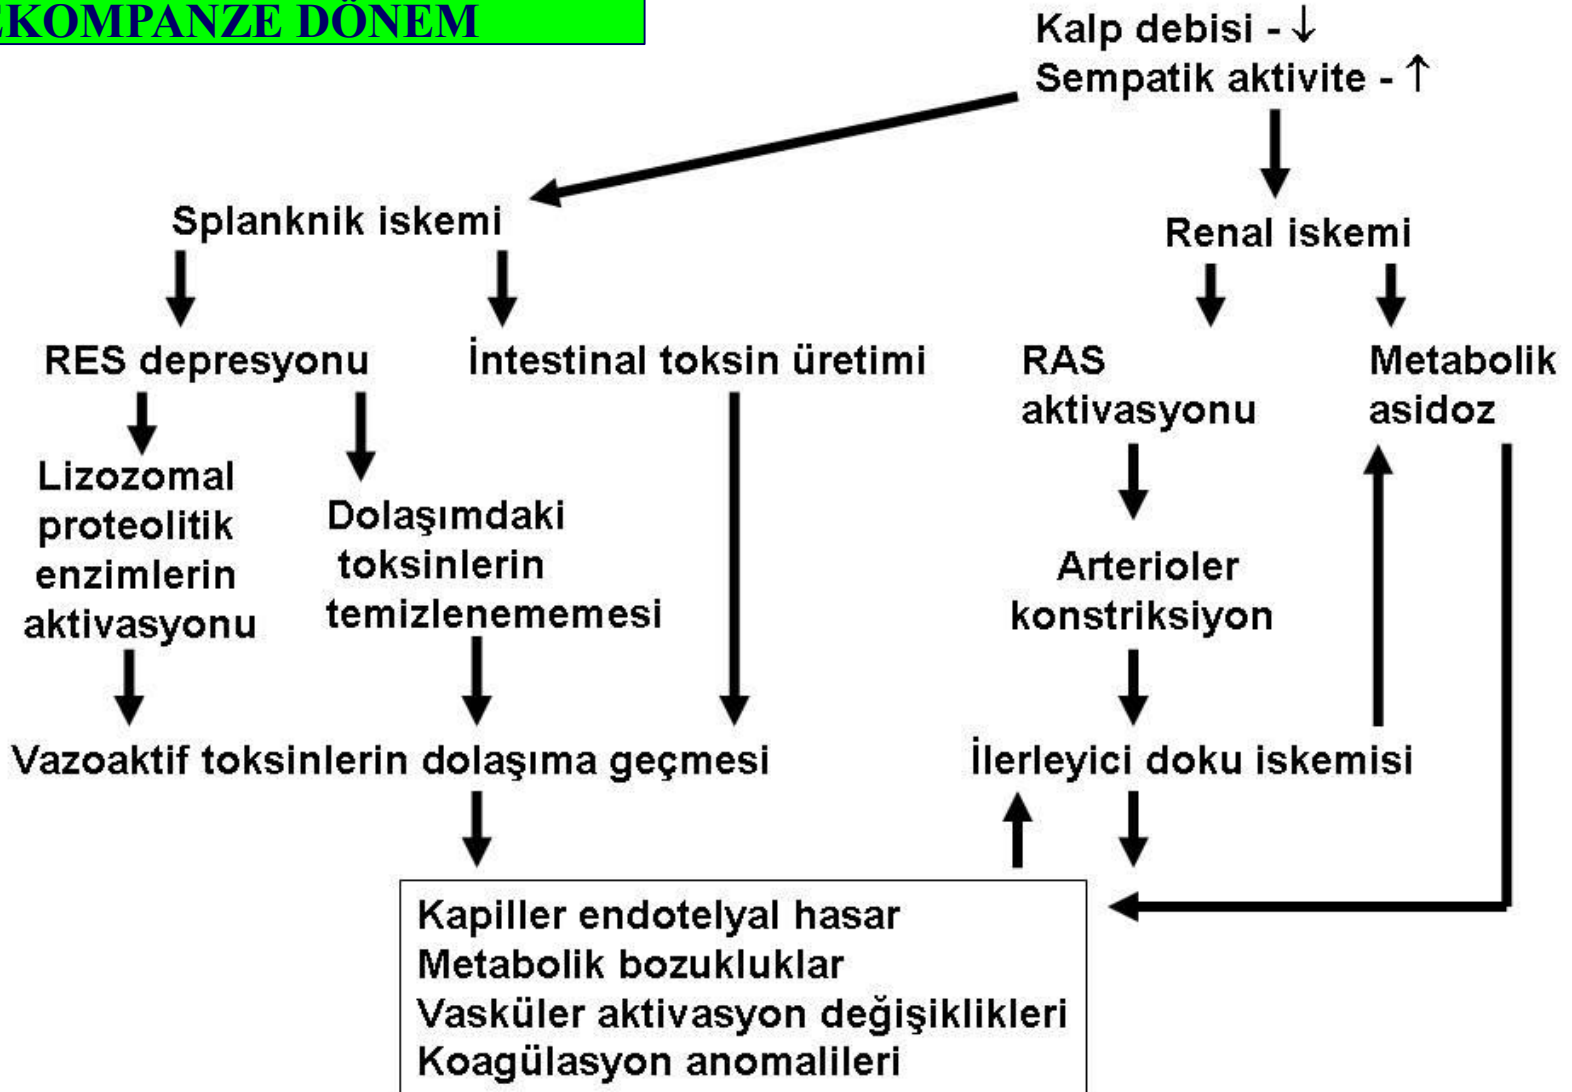 EKOMPANZE DÖNEM
Kalp debisi - ↓
Sempatik aktivite - ↑
Splanknik iskemi
Renal iskemi
RES depresyonu
İntestinal toksin üretimi
RAS
aktivasyonu
Metabolik
asidoz
Lizozomal
proteolitik
enzimlerin
aktivasyonu
Dolaşımdaki
toksinlerin
temizlenememesi
Arterioler
konstriksiyon
Vazoaktif toksinlerin dolaşıma geçmesi
İlerleyici doku iskemisi
Kapiller endotelyal hasar
Metabolik bozukluklar
Vasküler aktivasyon değişiklikleri
Koagülasyon anomalileri